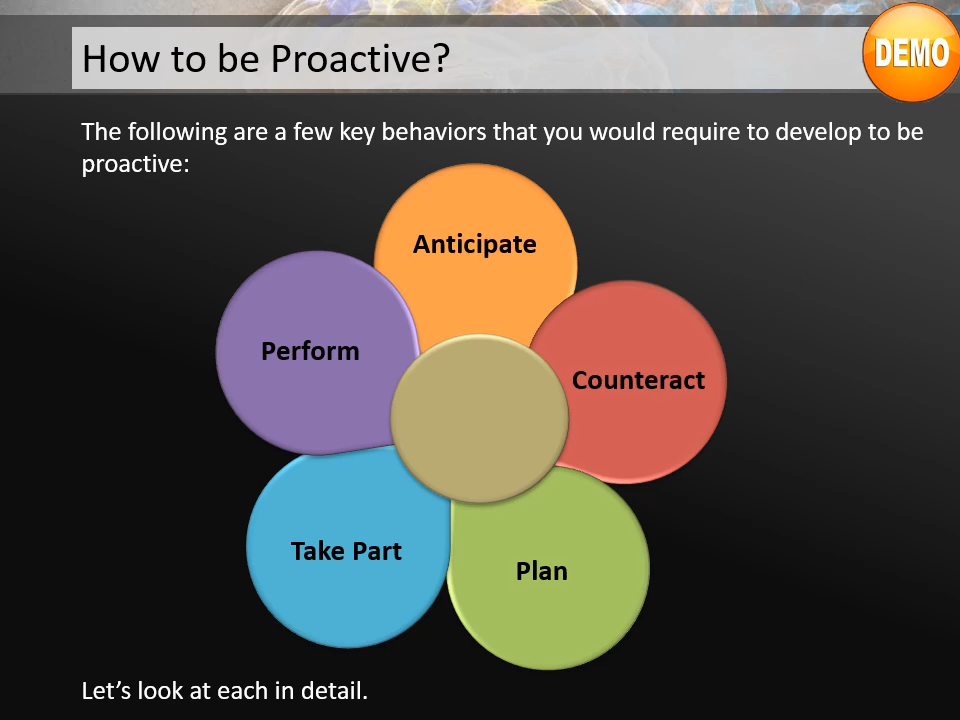 How to be Proactive?
DEMO
The following are a few key behaviors that you would require to develop to be
proactive:
Anticipate
Perform
Counteract
Take Part
Plan
Let’s look at each in detail.